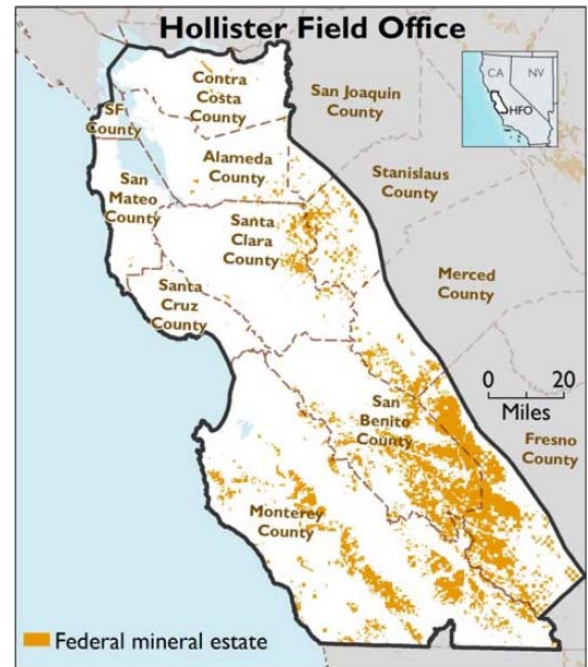 Hollister Field Office
CA
NV
HFO
Contra
Costa
County
San Joaquin
County
SF
County
Alameda
County
Stanislaus
County
San
Mateo
County
Santa
Clara
County
Merced
County
Santa
Cruz
County
0 20
Miles
San
Benito
County
Fresno
County
Monterey
County
Federal mineral estate